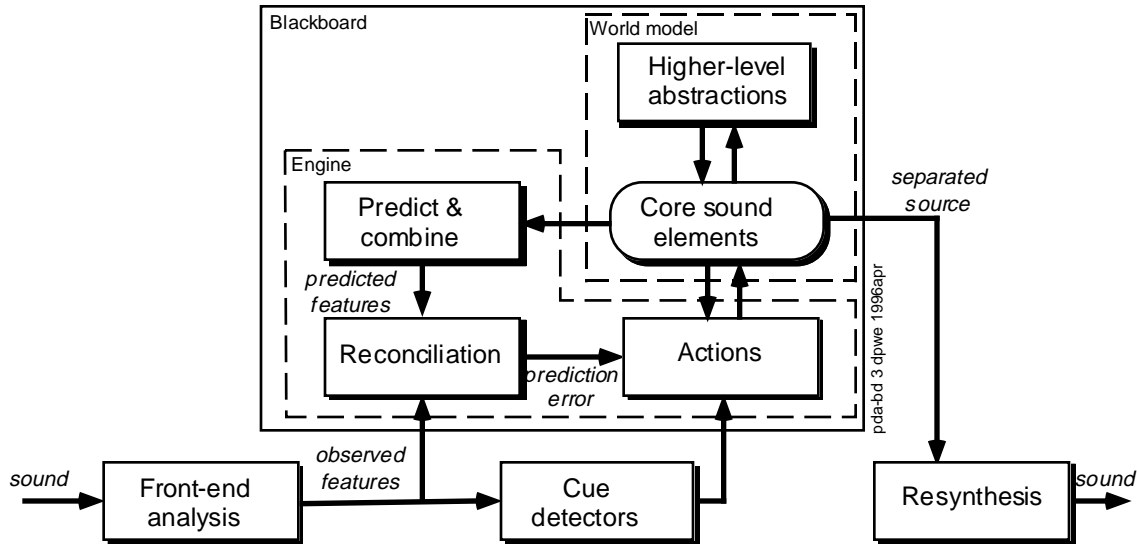 Blackboard
World model
Higher-level
abstractions
Engine
Predict &
combine
Core sound
elements
separated
source
predicted
features
Reconciliation
Actions
prediction
error
pda-bd 3 dpwe 1996apr
sound
Front-end
analysis
observed
features
Cue
detectors
Resynthesis
sound